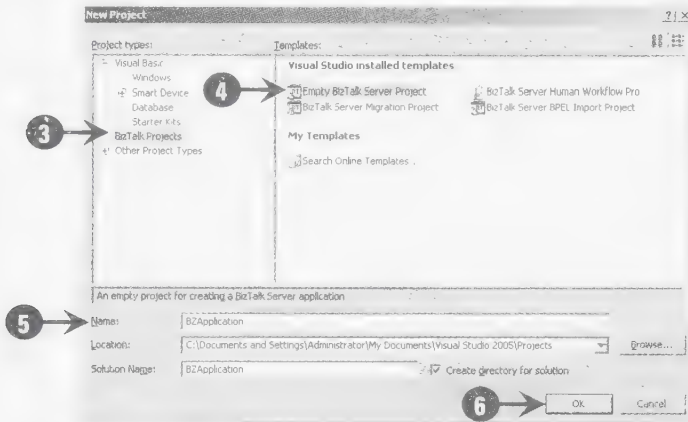 New Project
Project types:
Templates:
Visual Basic
Windows
Smart Device
Database
Starter Kits
BizTalk Projects
Other Project Types
Visual Studio installed templates
Empty BizTalk Server Project
BizTalk Server Human Workflow Pro
BizTalk Server Migration Project
BizTalk Server BPEL Import Project
My Templates
Search Online Templates...
3
4
An empty project for creating a BizTalk Server application
5
Name:
BZApplication
Location:
C:\Documents and Settings\Administrator\My Documents\Visual Studio 2005\Projects
Browse...
Solution Name:
BZApplication
Create directory for solution
6
OK
Cancel